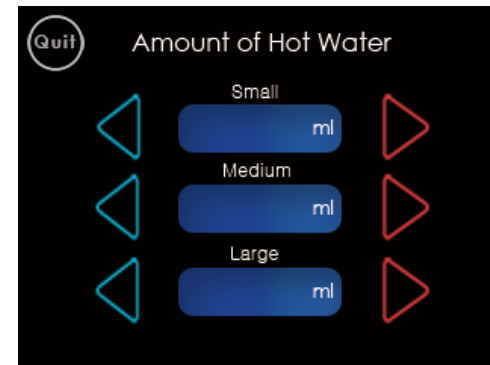 Quit
Amount of Hot Water
Small
ml
Medium
ml
Large
ml